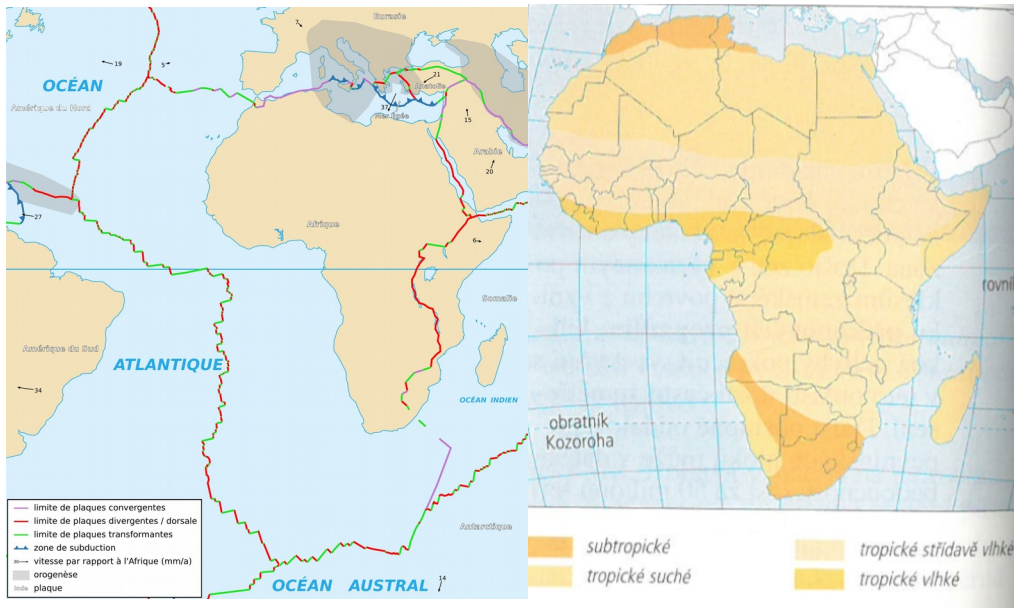 Eurasie
7
19
5
OCÉAN
21
Anatolie
Amérique du Nord
37
Mer Égée
15
Arabie
20
27
Afrique
6
Somalie
Amérique du Sud
ATLANTIQUE
34
OCÉAN INDIEN
Antarctique
14
OCÉAN AUSTRAL
limite de plaques convergentes
limite de plaques divergentes / dorsale
limite de plaques transformantes
zone de subduction
vitesse par rapport à l'Afrique (mm/a)
orogenèse
plaque
rovní
obratník
Kozoroha
subtropické
tropické suché
tropické střídavě vlhké
tropické vlhké